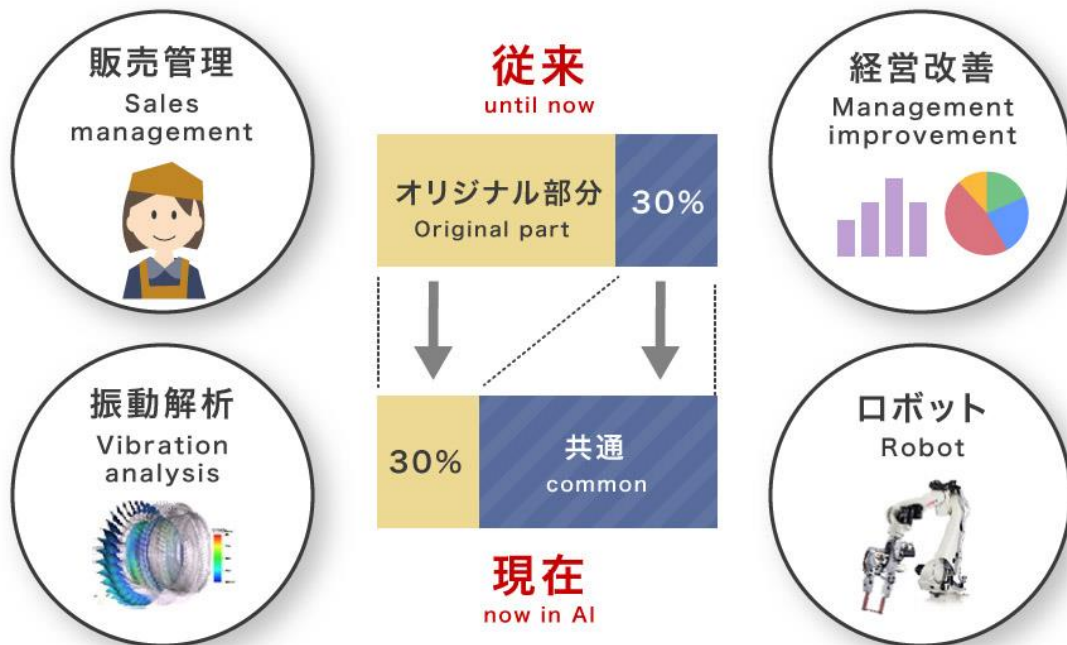 販売管理
Sales
management
従来
until now
オリジナル部分
Original part
30%
経営改善
Management
improvement
振動解析
Vibration
analysis
30%
共通
common
現在
now in AI
ロボット
Robot